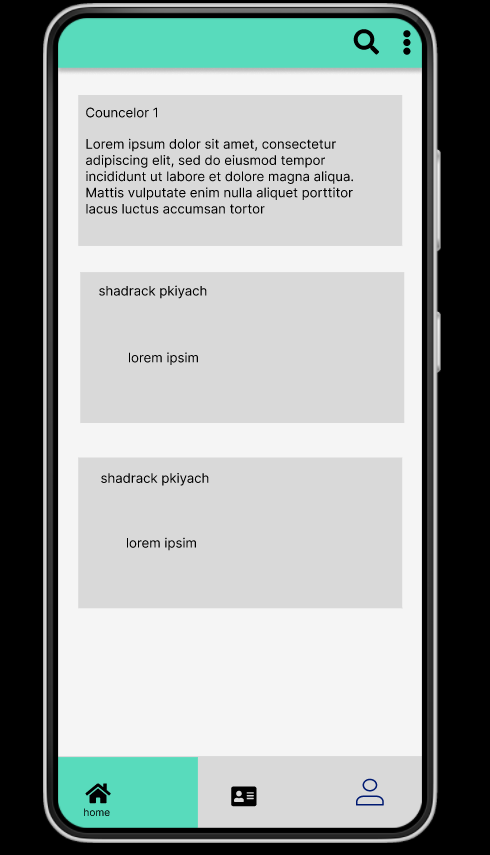 Councelor 1
Lorem ipsum dolor sit amet, consectetur
adipiscing elit, sed do eiusmod tempor
incididunt ut labore et dolore magna aliqua.
Mattis vulputate enim nulla aliquet porttitor
lacus luctus accumsan tortor
shadrack pkiyach
lorem ipsim
shadrack pkiyach
lorem ipsim
home